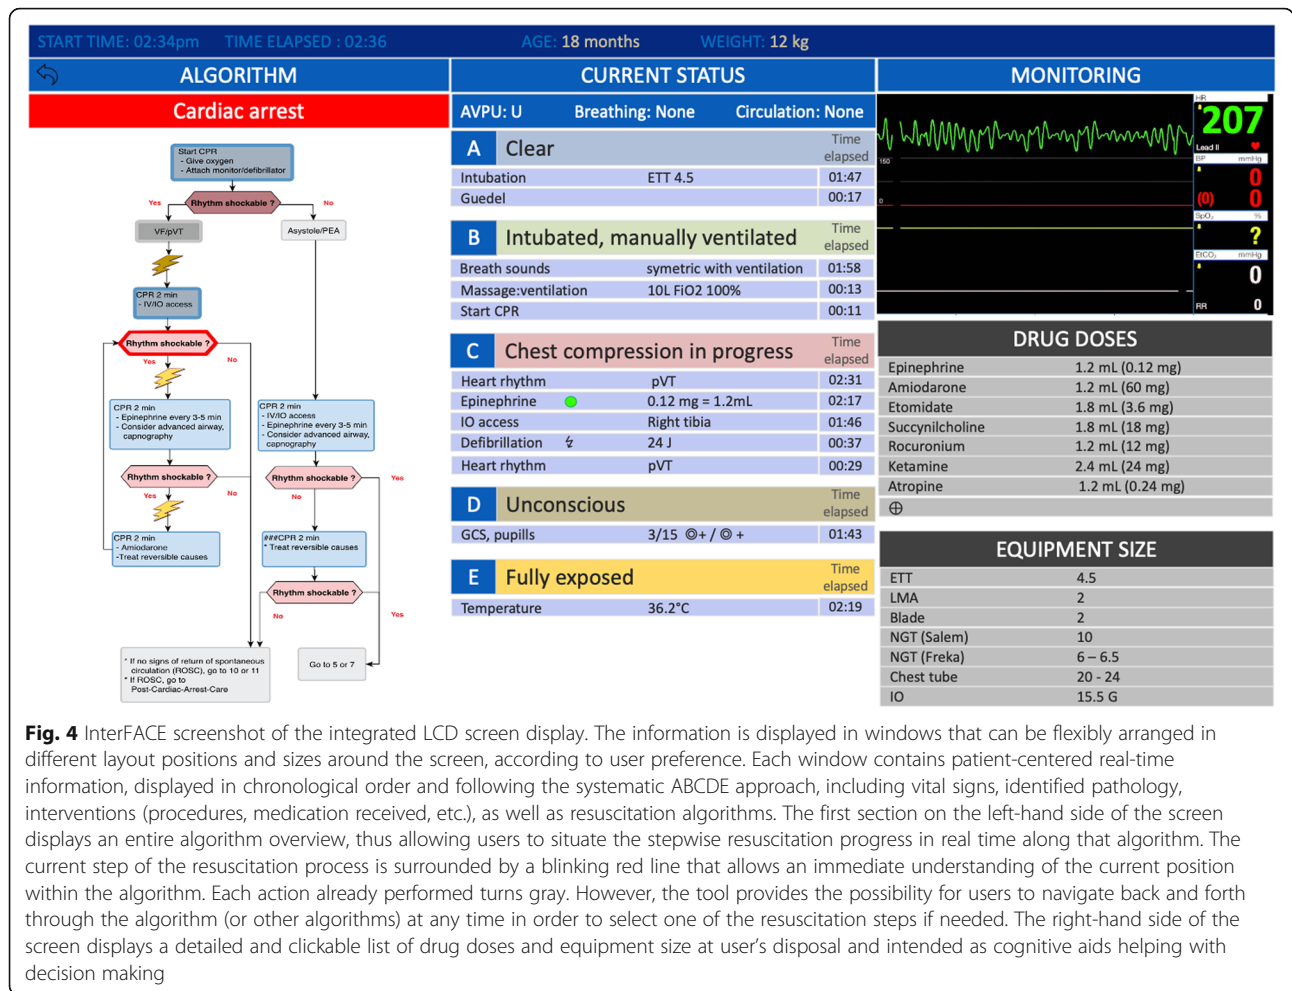 START TIME: 02:34pm TIME ELAPSED : 02:36 AGE: 18 months WEIGHT: 12 kg
ALGORITHM
Cardiac arrest
Start CPR
- Give oxygen
- Attach monitor/defibrillator
Rhythm shockable ?
Yes
No
VF/pVT
Asystole/PEA
CPR 2 min
- IV/IO access
Rhythm shockable ?
Yes
No
CPR 2 min
- Epinephrine every 3-5 min
- Consider advanced airway,
capnography
CPR 2 min
- IV/IO access
- Epinephrine every 3-5 min
- Consider advanced airway,
capnography
Rhythm shockable ?
Yes
No
Rhythm shockable ?
Yes
No
CPR 2 min
- Amiodarone
-Treat reversible causes
###CPR 2 min
* Treat reversible causes
Rhythm shockable ?
No
Yes
* If no signs of return of spontaneous
circulation (ROSC), go to 10 or 11
* If ROSC, go to
Post-Cardiac-Arrest-Care
Go to 5 or 7
CURRENT STATUS
AVPU: U Breathing: None Circulation: None
A Clear Time elapsed
Intubation ETT 4.5 01:47
Guedel 00:17
B Intubated, manually ventilated Time elapsed
Breath sounds symetric with ventilation 01:58
Massage:ventilation 10L FiO2 100% 00:13
Start CPR 00:11
C Chest compression in progress Time elapsed
Heart rhythm pVT 02:31
Epinephrine 0.12 mg = 1.2mL 02:17
IO access Right tibia 01:46
Defibrillation 24 J 00:37
Heart rhythm pVT 00:29
D Unconscious Time elapsed
GCS, pupills 3/15 ◎+ / ◎ + 01:43
E Fully exposed Time elapsed
Temperature 36.2°C 02:19
MONITORING
HR
207
Lead II
150
BP mmHg
0
0
(0) 0
SpO₂ %
?
EtCO₂ mmHg
0
RR 0
DRUG DOSES
Epinephrine 1.2 mL (0.12 mg)
Amiodarone 1.2 mL (60 mg)
Etomidate 1.8 mL (3.6 mg)
Succynilcholine 1.8 mL (18 mg)
Rocuronium 1.2 mL (12 mg)
Ketamine 2.4 mL (24 mg)
Atropine 1.2 mL (0.24 mg)
EQUIPMENT SIZE
ETT 4.5
LMA 2
Blade 2
NGT (Salem) 10
NGT (Freka) 6 – 6.5
Chest tube 20 - 24
IO 15.5 G
Fig. 4 InterFACE screenshot of the integrated LCD screen display. The information is displayed in windows that can be flexibly arranged in
different layout positions and sizes around the screen, according to user preference. Each window contains patient-centered real-time
information, displayed in chronological order and following the systematic ABCDE approach, including vital signs, identified pathology,
interventions (procedures, medication received, etc.), as well as resuscitation algorithms. The first section on the left-hand side of the screen
displays an entire algorithm overview, thus allowing users to situate the stepwise resuscitation progress in real time along that algorithm. The
current step of the resuscitation process is surrounded by a blinking red line that allows an immediate understanding of the current position
within the algorithm. Each action already performed turns gray. However, the tool provides the possibility for users to navigate back and forth
through the algorithm (or other algorithms) at any time in order to select one of the resuscitation steps if needed. The right-hand side of the
screen displays a detailed and clickable list of drug doses and equipment size at user's disposal and intended as cognitive aids helping with
decision making